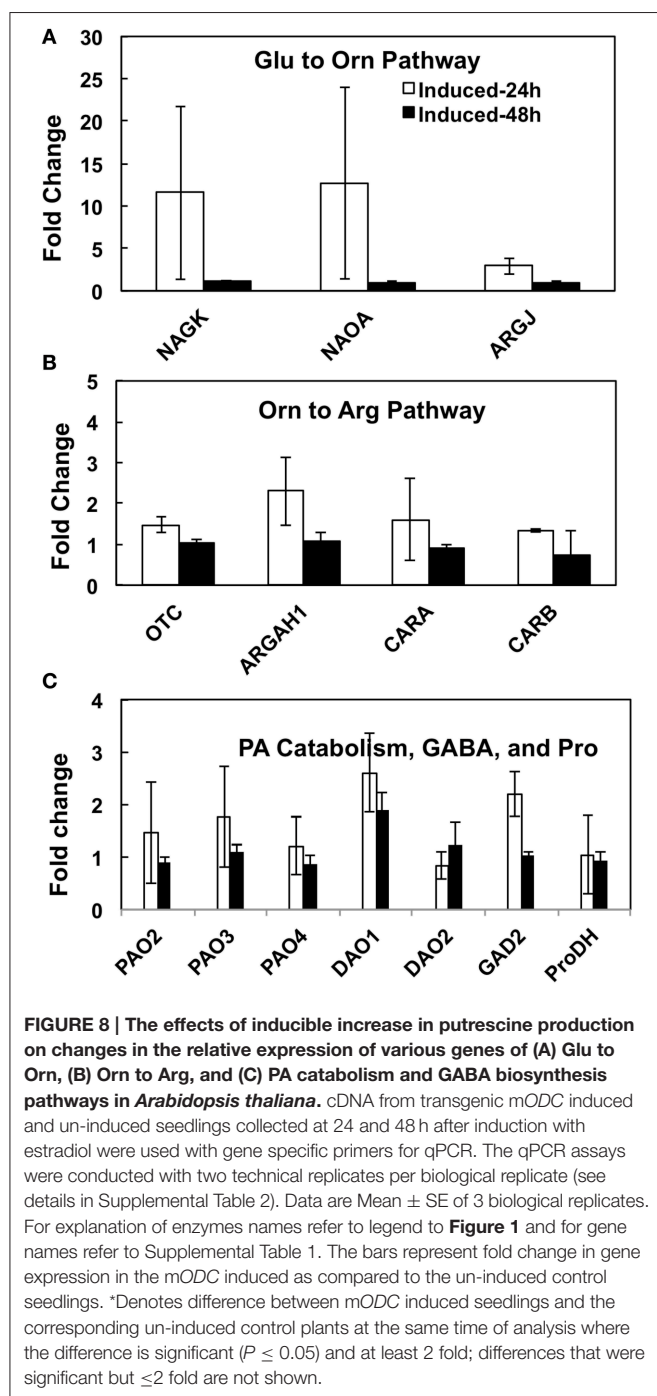 A
Glu to Orn Pathway
Induced-24h
Induced-48h
Fold Change
30
25
20
15
10
5
0
NAGK
NAOA
ARGJ
B
Orn to Arg Pathway
Fold Change
5
4
3
2
1
0
OTC
ARGAH1
CARA
CARB
C
PA Catabolism, GABA, and Pro
Fold change
4
3
2
1
0
PAO2
PAO3
PAO4
DAO1
DAO2
GAD2
ProDH
FIGURE 8 | The effects of inducible increase in putrescine production
on changes in the relative expression of various genes of (A) Glu to
Orn, (B) Orn to Arg, and (C) PA catabolism and GABA biosynthesis
pathways in Arabidopsis thaliana. cDNA from transgenic mODC induced
and un-induced seedlings collected at 24 and 48 h after induction with
estradiol were used with gene specific primers for qPCR. The qPCR assays
were conducted with two technical replicates per biological replicate (see
details in Supplemental Table 2). Data are Mean ± SE of 3 biological replicates.
For explanation of enzymes names refer to legend to Figure 1 and for gene
names refer to Supplemental Table 1. The bars represent fold change in gene
expression in the mODC induced as compared to the un-induced control
seedlings. *Denotes difference between mODC induced seedlings and the
corresponding un-induced control plants at the same time of analysis where
the difference is significant (P ≤ 0.05) and at least 2 fold; differences that were
significant but ≤2 fold are not shown.